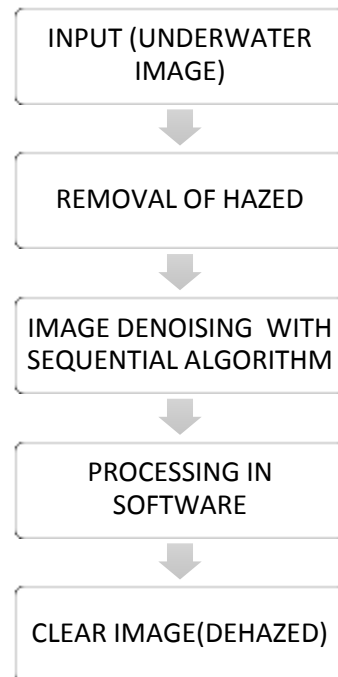 INPUT (UNDERWATER
IMAGE)
REMOVAL OF HAZED
IMAGE DENOISING WITH
SEQUENTIAL ALGORITHM
PROCESSING IN
SOFTWARE
CLEAR IMAGE(DEHAZED)